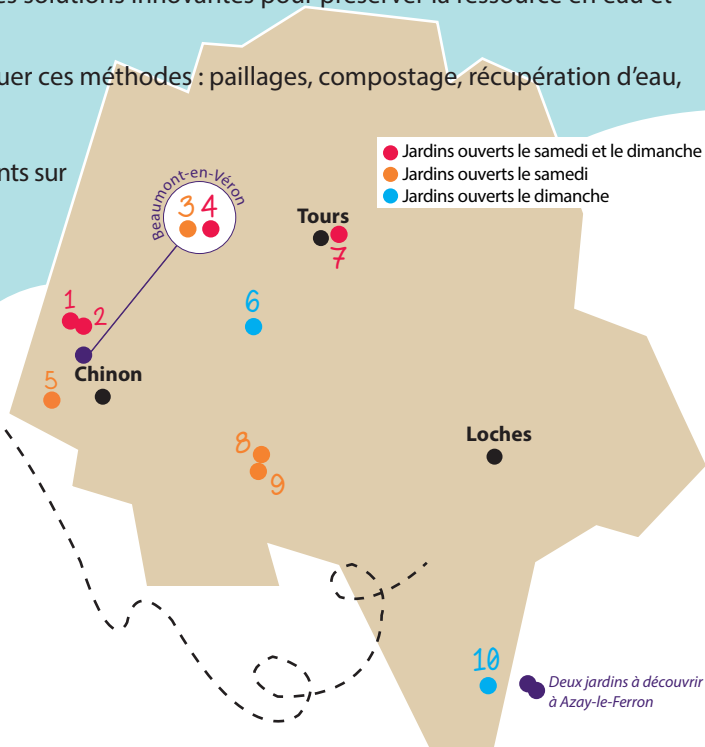 es solutions innovantes pour préserver la ressource en eau et
uer ces méthodes : paillages, compostage, récupération d'eau,
nts sur
Jardins ouverts le samedi et le dimanche
Jardins ouverts le samedi
Jardins ouverts le dimanche
Beaumont-en-Véron
3 4
Tours
7
1
2
6
Chinon
5
8
9
Loches
10
Deux jardins à découvrir
à Azay-le-Ferron